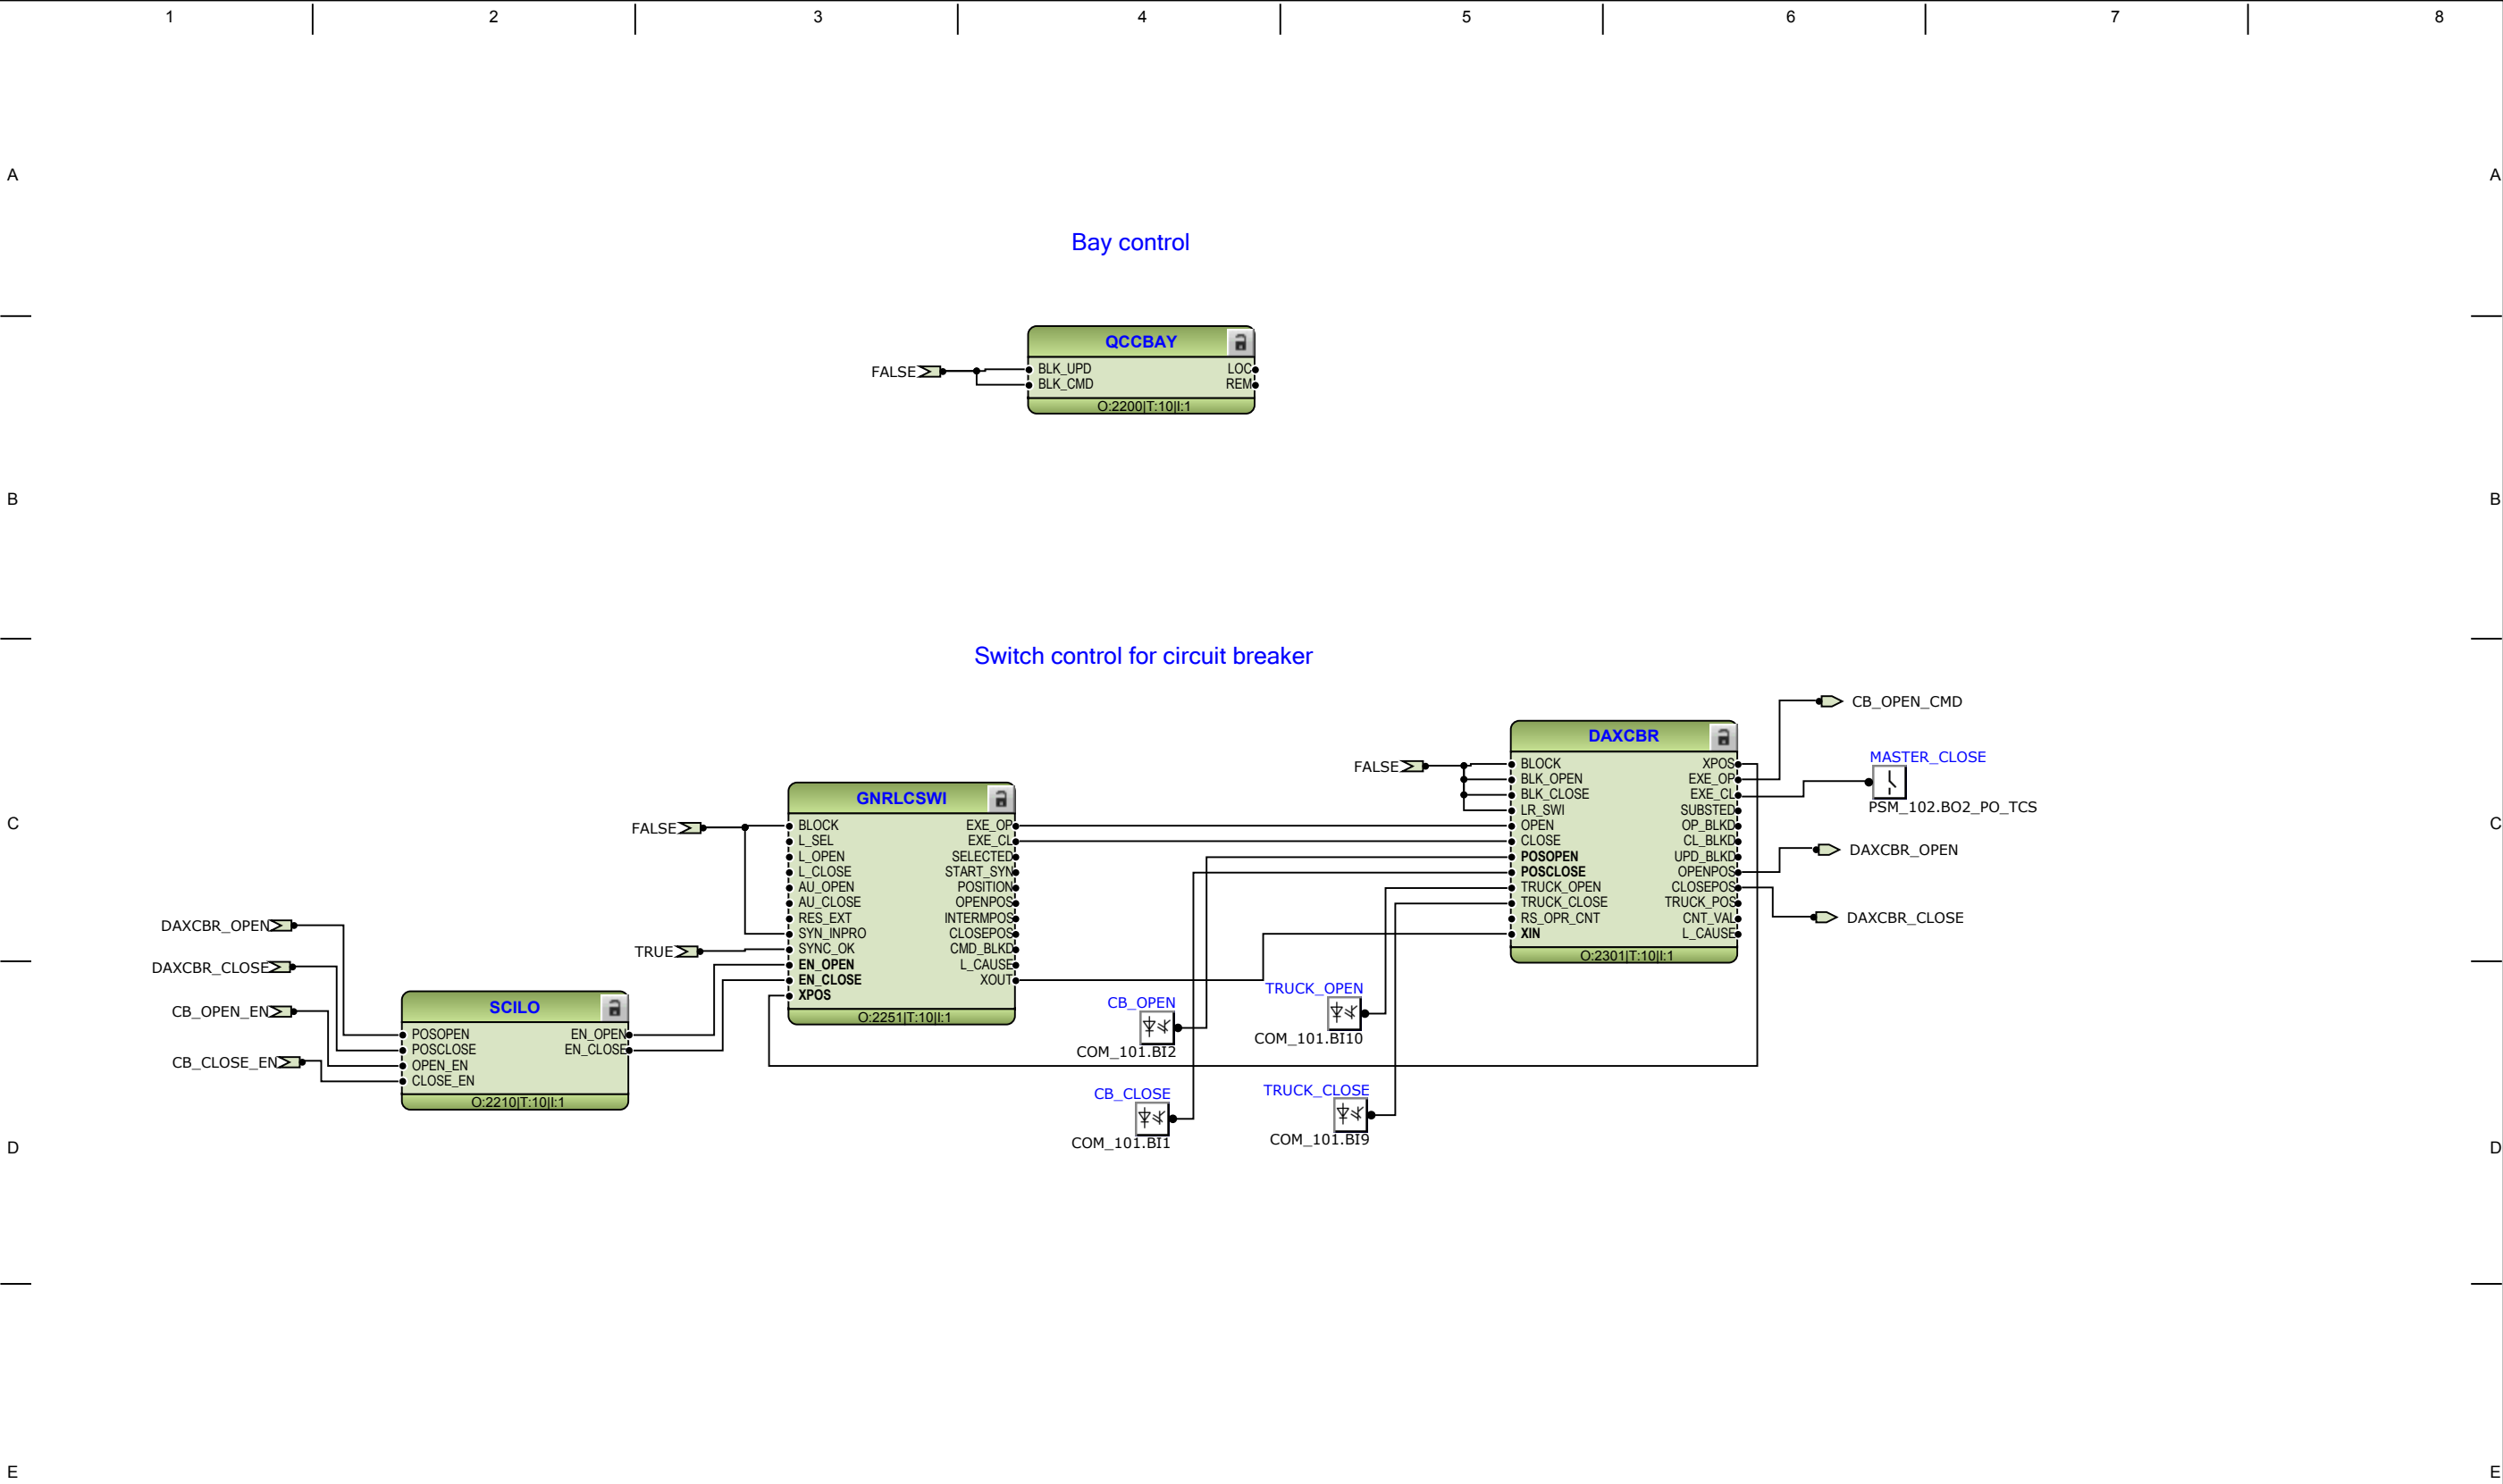 1 2 3 4 5 6 7 8
A A
Bay control
QCCBAY
FALSE
BLK_UPD LOC
BLK_CMD REM
O:2200|T:10|I:1
B B
Switch control for circuit breaker
CB_OPEN_CMD
MASTER_CLOSE
PSM_102.BO2_PO_TCS
DAXCBR_OPEN
DAXCBR_CLOSE
DAXCBR
FALSE
BLOCK XPOS
BLK_OPEN EXE_OP
BLK_CLOSE EXE_CL
LR_SWI SUBSTED
OPEN OP_BLKD
CLOSE CL_BLKD
POSOPEN UPD_BLKD
POSCLOSE OPENPOS
TRUCK_OPEN CLOSEPOS
TRUCK_CLOSE TRUCK_POS
RS_OPR_CNT CNT_VAL
XIN L_CAUSE
O:2301|T:10|I:1
C C
GNRLCSWI
FALSE
BLOCK EXE_OP
L_SEL EXE_CL
L_OPEN SELECTED
L_CLOSE START_SYN
AU_OPEN POSITION
AU_CLOSE OPENPOS
RES_EXT INTERMPOS
SYN_INPRO CLOSEPOS
TRUE
SYNC_OK CMD_BLKD
EN_OPEN L_CAUSE
EN_CLOSE XOUT
XPOS
O:2251|T:10|I:1
DAXCBR_OPEN
DAXCBR_CLOSE
CB_OPEN_EN
CB_CLOSE_EN
SCILO
POSOPEN EN_OPEN
POSCLOSE EN_CLOSE
OPEN_EN
CLOSE_EN
O:2210|T:10|I:1
CB_OPEN
COM_101.BI2
TRUCK_OPEN
COM_101.BI10
CB_CLOSE
COM_101.BI1
TRUCK_CLOSE
COM_101.BI9
D D
E E